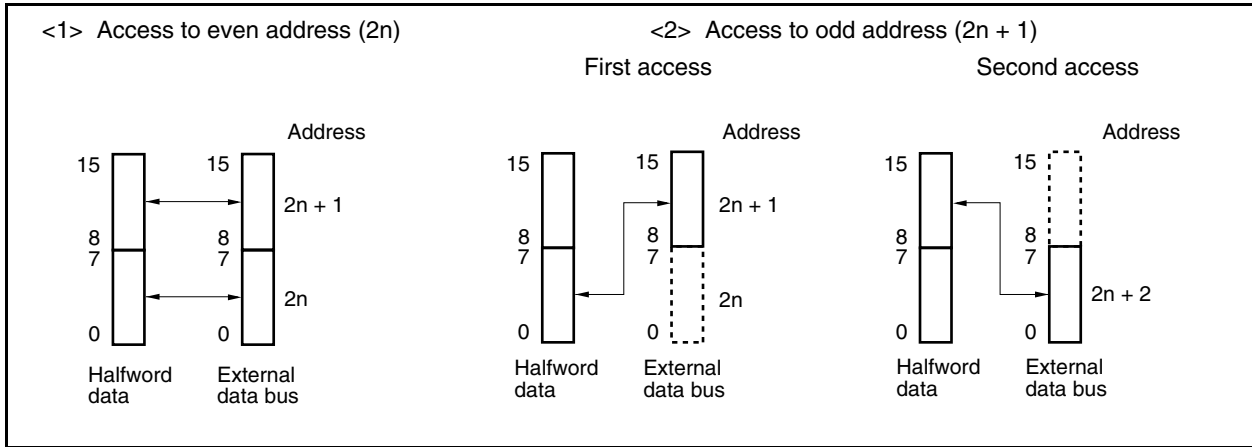 <1> Access to even address (2n)
<2> Access to odd address (2n + 1)
First access
Second access
Address
15
15
2n + 1
8
8
7
7
2n
0
0
Halfword
data
External
data bus
Address
15
15
2n + 1
8
8
7
7
2n
0
0
Halfword
data
External
data bus
Address
15
15
8
8
7
7
2n + 2
0
0
Halfword
data
External
data bus